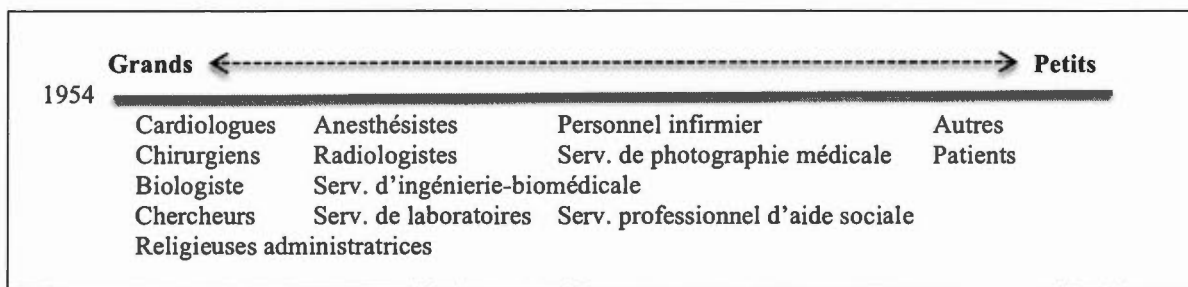 Grands Petits
1954
Cardiologues Anesthésistes Personnel infirmier Autres
Chirurgiens Radiologistes Serv. de photographie médicale Patients
Biologiste Serv. d'ingénierie-biomédicale
Chercheurs Serv. de laboratoires Serv. professionnel d'aide sociale
Religieuses administratrices